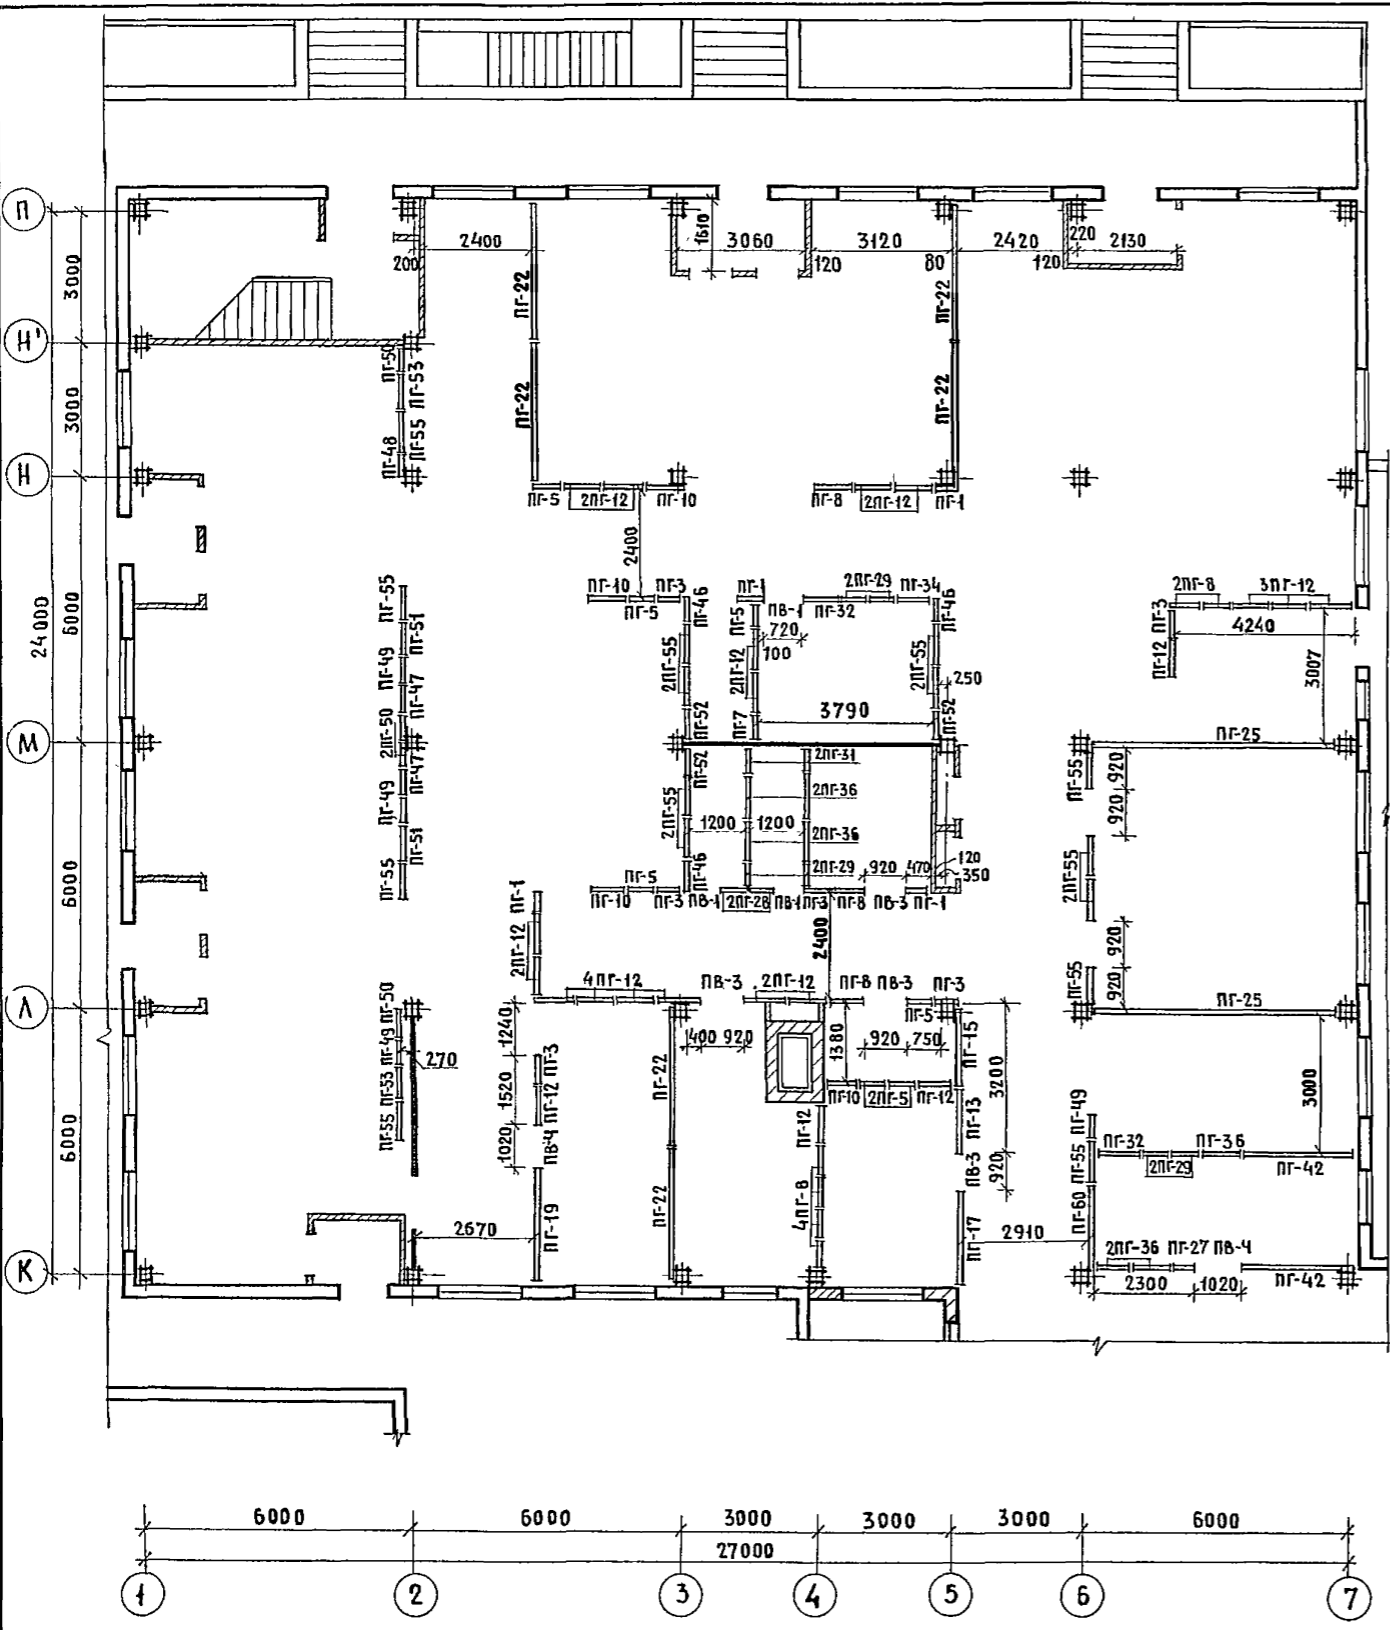 П
Н'
Н
М
Л
К
3000
3000
6000
6000
6000
24000
2400
200
1610
3060
120
3120
80
2420
220
120
2130
ПГ-22
ПГ-22
ПГ-22
ПГ-22
ПГ-50
ПГ-53
ПГ-48
ПГ-55
ПГ-5
2ПГ-12
ПГ-10
ПГ-8
2ПГ-12
ПГ-1
2400
ПГ-55
ПГ-51
ПГ-49
ПГ-47
2ПГ-50
ПГ-47
ПГ-49
ПГ-51
ПГ-55
ПГ-10
ПГ-3
ПГ-5
ПГ-46
2ПГ-55
ПГ-52
ПГ-1
ПГ-5
ПВ-1
720
100
2ПГ-12
ПГ-7
2ПГ-29
ПГ-34
ПГ-32
ПГ-46
2ПГ-55
250
ПГ-52
3790
2ПГ-8
3ПГ-12
ПГ-3
ПГ-12
4240
3007
ПГ-25
ПГ-52
2ПГ-55
ПГ-46
2ПГ-31
2ПГ-36
1200
1200
2ПГ-36
2ПГ-29
920
470
120
350
ПГ-55
920
920
2ПГ-55
920
920
ПГ-55
ПГ-25
ПГ-5
ПГ-10
ПГ-3
ПВ-1
2ПГ-28
ПВ-1
ПГ-3
ПГ-8
ПВ-3
ПГ-1
ПГ-1
2ПГ-12
2400
4ПГ-12
ПВ-3
2ПГ-12
ПГ-8
ПВ-3
ПГ-3
ПГ-5
ПГ-50
ПГ-49
ПГ-53
ПГ-55
270
1240
1520
1020
ПГ-3
ПГ-12
ПВ-4
ПГ-19
2670
ПГ-22
ПГ-22
400
920
1380
920
750
ПГ-10
2ПГ-5
ПГ-12
ПГ-12
4ПГ-8
ПГ-15
ПГ-13
ПВ-3
ПГ-17
3200
920
2910
ПГ-49
ПГ-55
ПГ-60
3000
ПГ-32
ПГ-36
2ПГ-29
ПГ-42
2ПГ-36
ПГ-27
ПВ-4
ПГ-42
2300
1020
6000
6000
3000
3000
3000
6000
27000
1
2
3
4
5
6
7